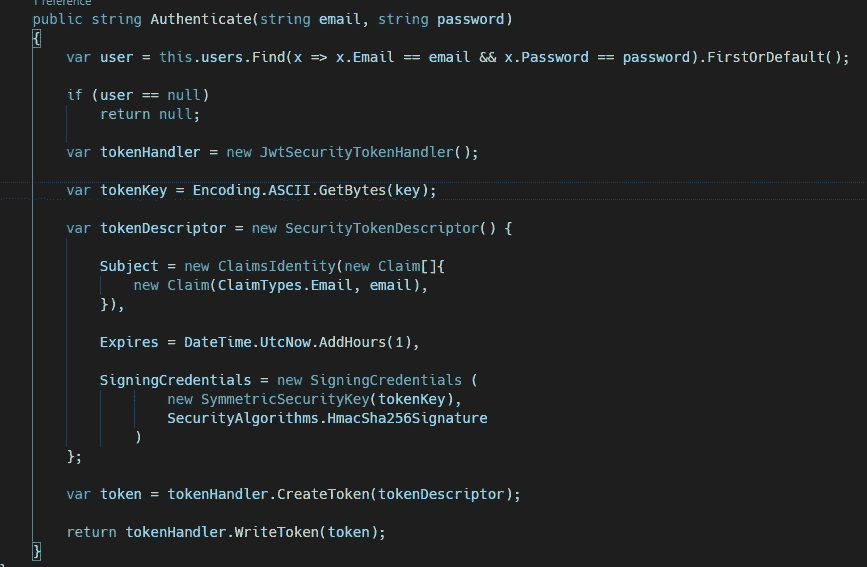 1 reference
public string Authenticate(string email, string password)
{
    var user = this.users.Find(x => x.Email == email && x.Password == password).FirstOrDefault();
    if (user == null)
        return null;
    var tokenHandler = new JwtSecurityTokenHandler();
    var tokenKey = Encoding.ASCII.GetBytes(key);
    var tokenDescriptor = new SecurityTokenDescriptor() {
        Subject = new ClaimsIdentity(new Claim[]{
            new Claim(ClaimTypes.Email, email),
        }),
        Expires = DateTime.UtcNow.AddHours(1),
        SigningCredentials = new SigningCredentials (
                new SymmetricSecurityKey(tokenKey),
                SecurityAlgorithms.HmacSha256Signature
            )
    };
    var token = tokenHandler.CreateToken(tokenDescriptor);
    return tokenHandler.WriteToken(token);
}